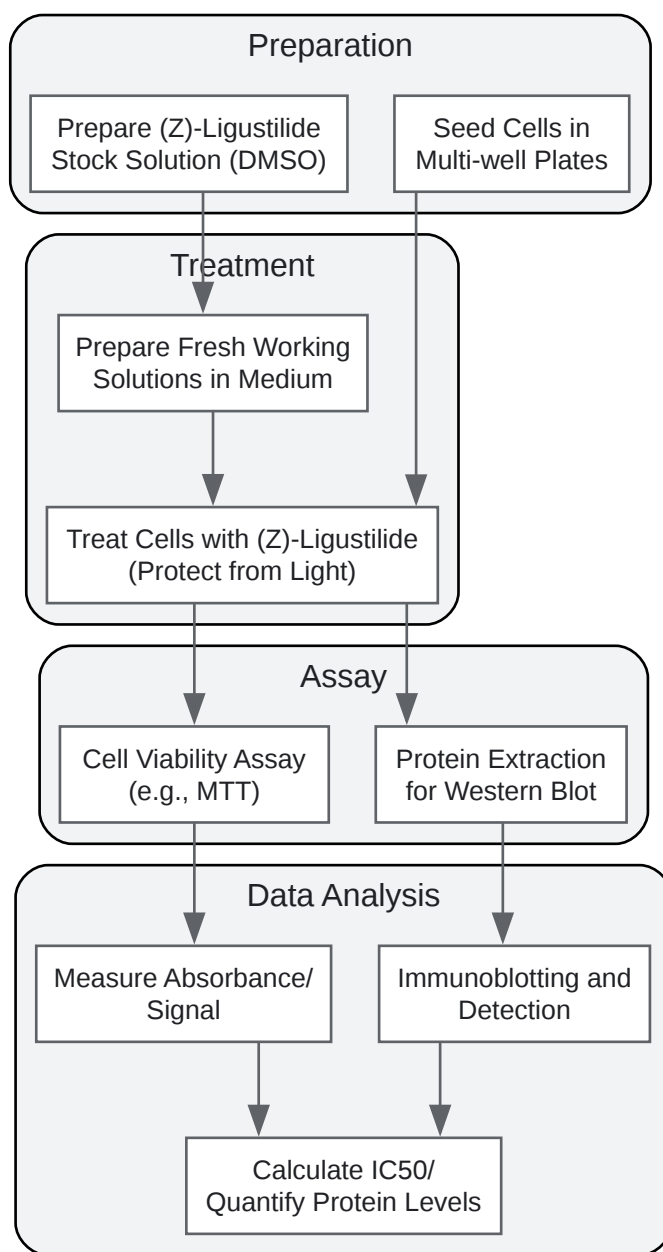 Preparation
Prepare (Z)-Ligustilide
Stock Solution (DMSO)
Seed Cells in
Multi-well Plates
Treatment
Prepare Fresh Working
Solutions in Medium
Treat Cells with (Z)-Ligustilide
(Protect from Light)
Assay
Cell Viability Assay
(e.g., MTT)
Protein Extraction
for Western Blot
Data Analysis
Measure Absorbance/
Signal
Immunoblotting and
Detection
Calculate IC50/
Quantify Protein Levels